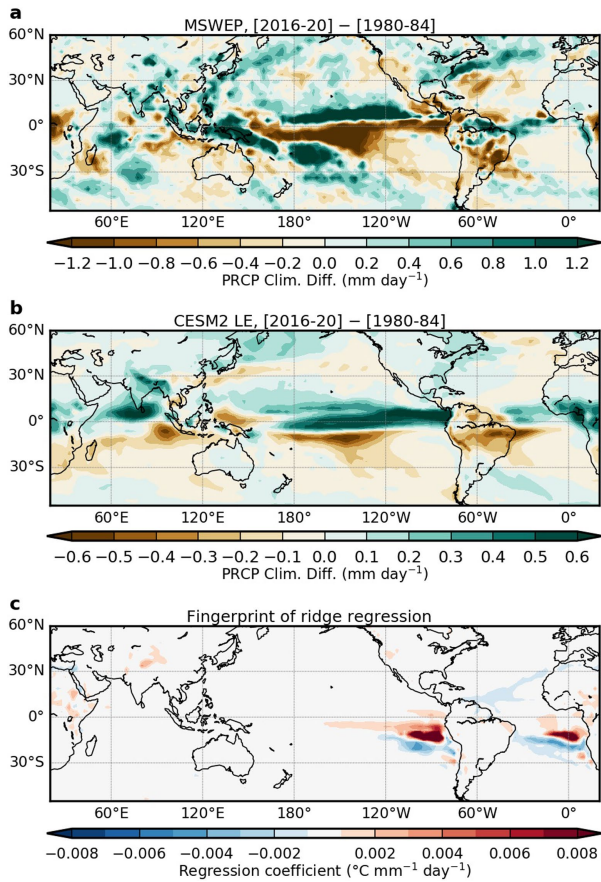 a
MSWEP, [2016-20] − [1980-84]
60°N
30°N
0°
30°S
60°E 120°E 180° 120°W 60°W 0°
−1.2 −1.0 −0.8 −0.6 −0.4 −0.2 0.0 0.2 0.4 0.6 0.8 1.0 1.2
PRCP Clim. Diff. (mm day⁻¹)
b
CESM2 LE, [2016-20] − [1980-84]
60°N
30°N
0°
30°S
60°E 120°E 180° 120°W 60°W 0°
−0.6 −0.5 −0.4 −0.3 −0.2 −0.1 0.0 0.1 0.2 0.3 0.4 0.5 0.6
PRCP Clim. Diff. (mm day⁻¹)
c
Fingerprint of ridge regression
60°N
30°N
0°
30°S
60°E 120°E 180° 120°W 60°W 0°
−0.008 −0.006 −0.004 −0.002 0.002 0.004 0.006 0.008
Regression coefficient (°C mm⁻¹ day⁻¹)